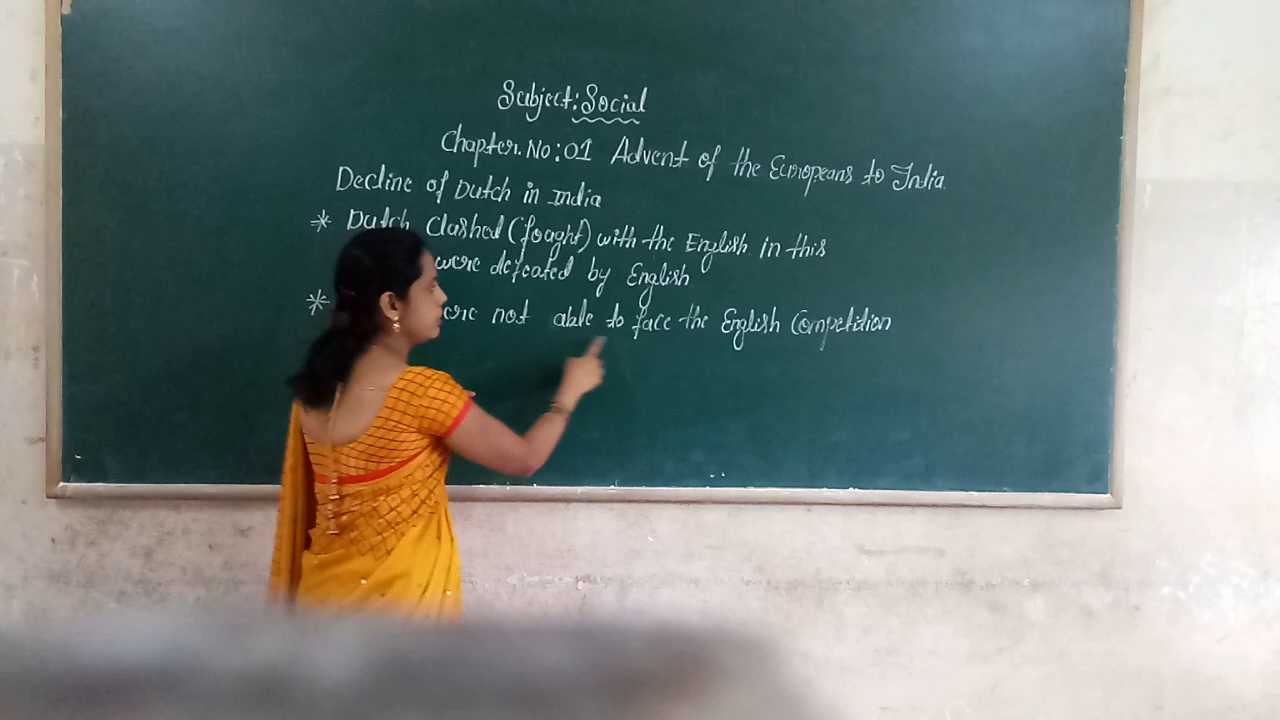 Subject: Social
Chapter. No: 01 Advent of the Europeans to India
Decline of Dutch in India
* Dutch Clashed (fought) with the English in this
were defeated by English
* not able to face the English Competition